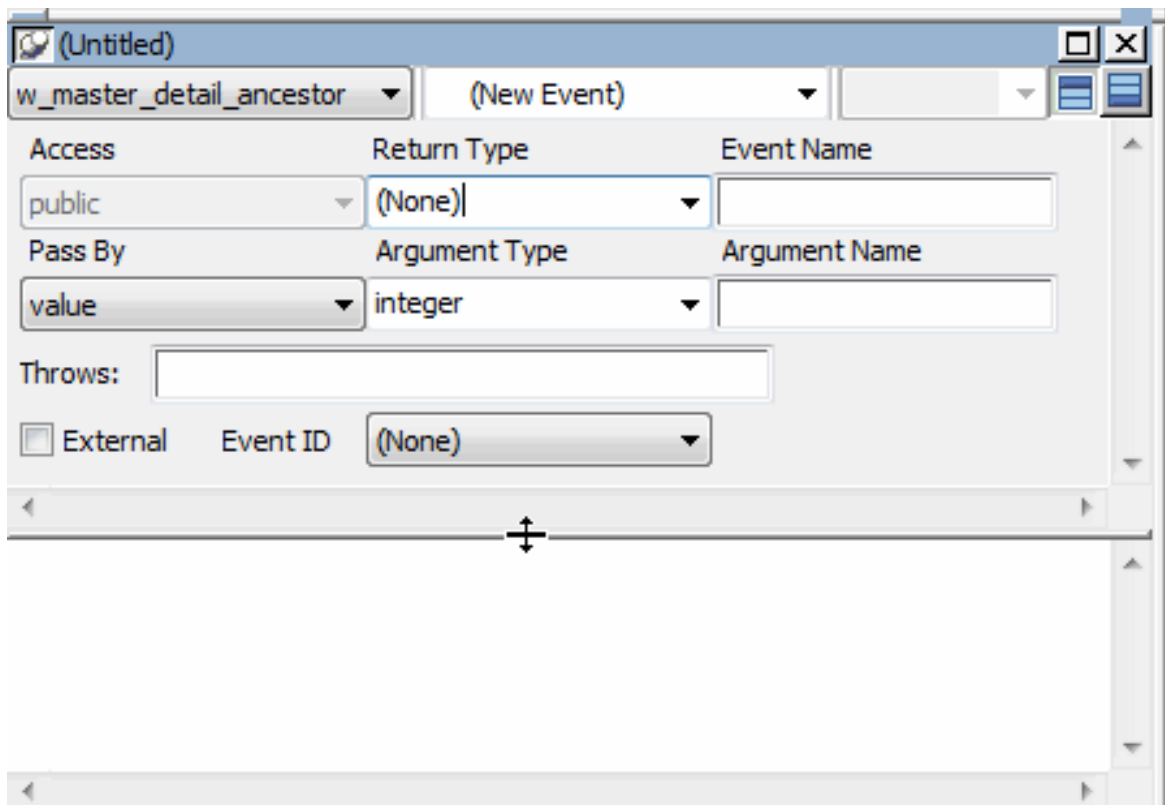 (Untitled)
w_master_detail_ancestor (New Event)
Access Return Type Event Name
public (None)
Pass By Argument Type Argument Name
value integer
Throws:
External Event ID (None)